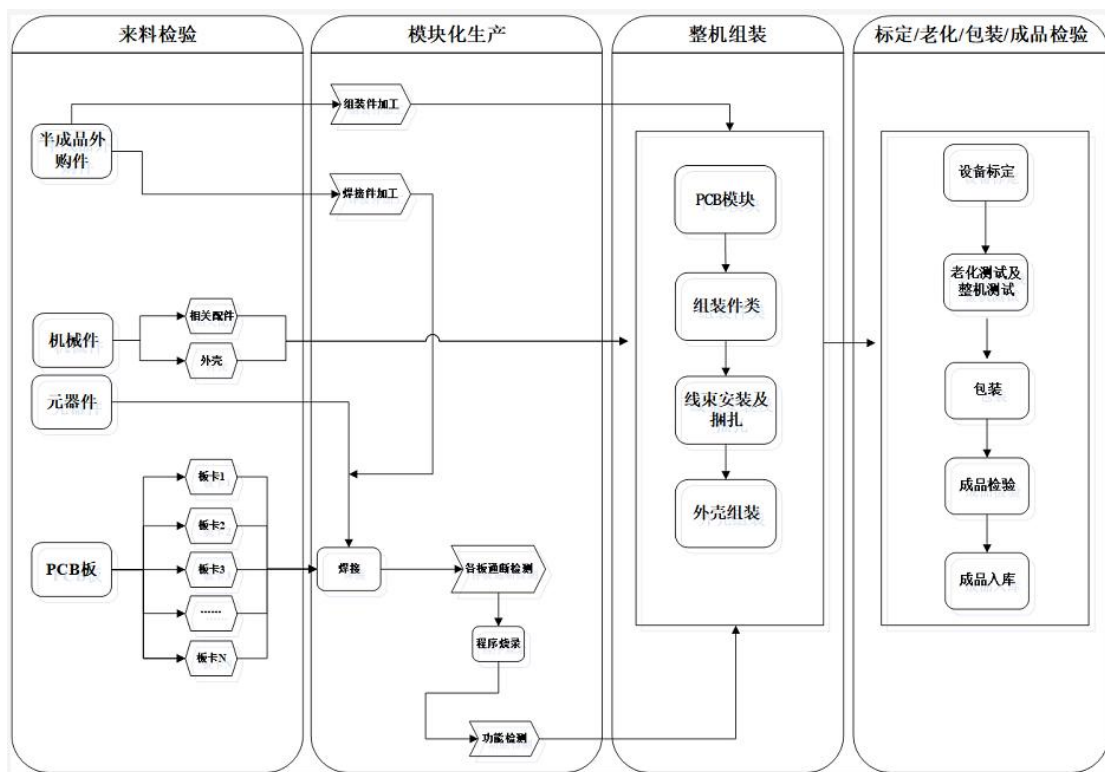 来料检验
半成品外
购件
机械件
相关配件
外壳
元器件
PCB板
板卡1
板卡2
板卡3
......
板卡N
模块化生产
组装件加工
焊接件加工
焊接
各板通断检测
程序烧录
功能检测
整机组装
PCB模块
组装件类
线束安装及
捆扎
外壳组装
标定/老化/包装/成品检验
设备标定
老化测试及
整机测试
包装
成品检验
成品入库